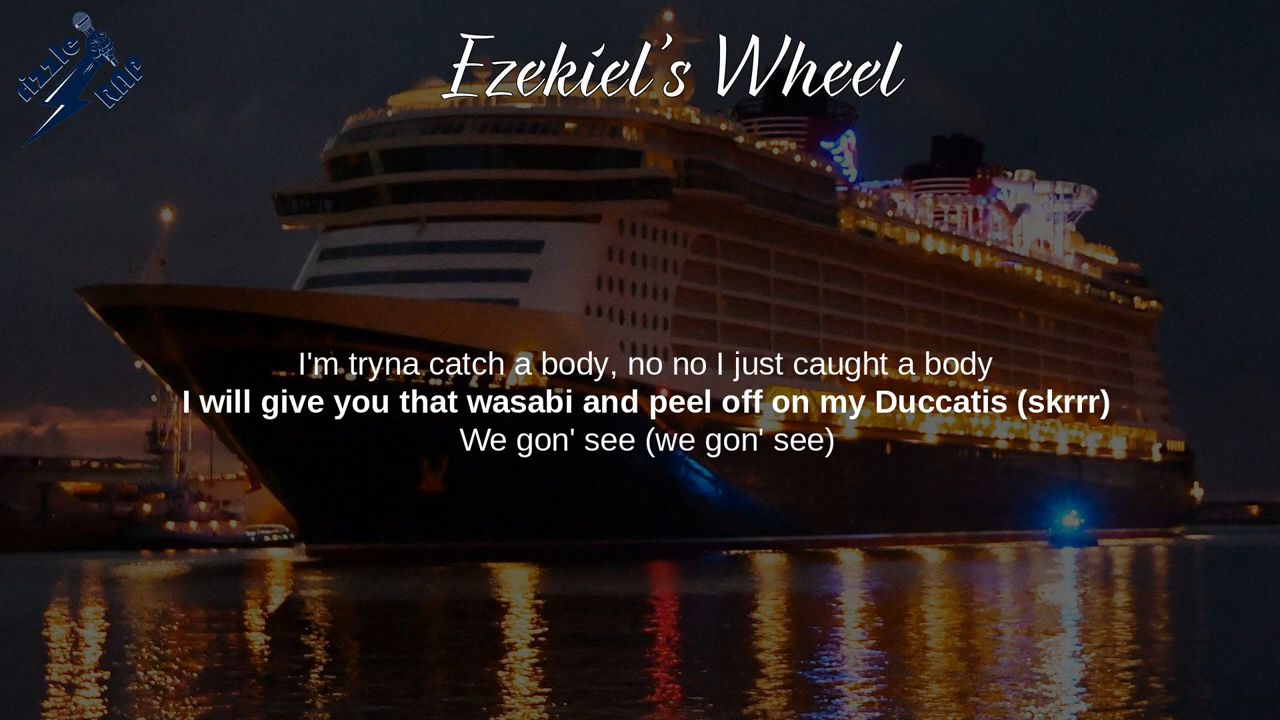 Ezekiel's Wheel
I'm tryna catch a body, no no I just caught a body
I will give you that wasabi and peel off on my Duccatis (skrrr)
We gon' see (we gon' see)